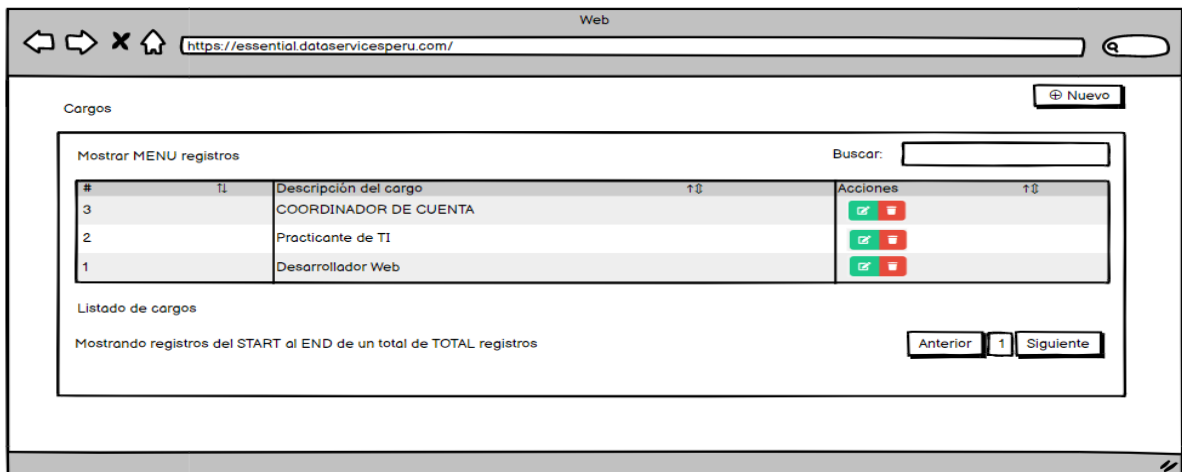 Web
https://essential.dataservicesperu.com/
⊕ Nuevo
Cargos
Mostrar MENU registros Buscar:
# Descripción del cargo Acciones
3 COORDINADOR DE CUENTA
2 Practicante de TI
1 Desarrollador Web
Listado de cargos
Mostrando registros del START al END de un total de TOTAL registros Anterior 1 Siguiente